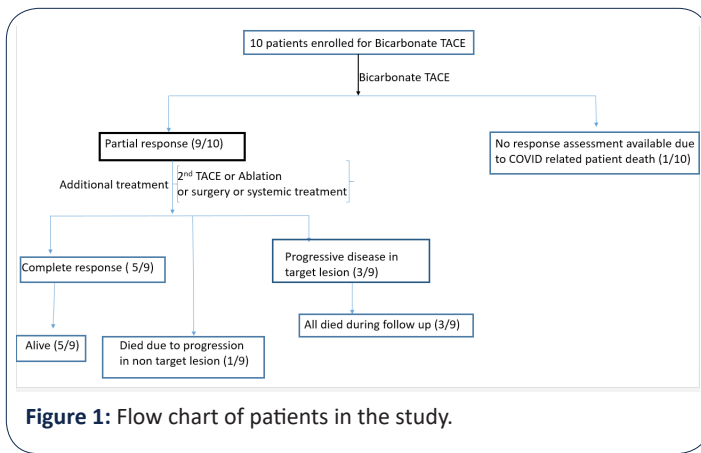 10 patients enrolled for Bicarbonate TACE
Bicarbonate TACE
Partial response (9/10)
No response assessment available due
to COVID related patient death (1/10)
Additional treatment
2nd TACE or Ablation
or surgery or systemic treatment
Complete response ( 5/9)
Progressive disease in
target lesion (3/9)
Alive (5/9)
Died due to progression
in non target lesion (1/9)
All died during follow up (3/9)
Figure 1: Flow chart of patients in the study.